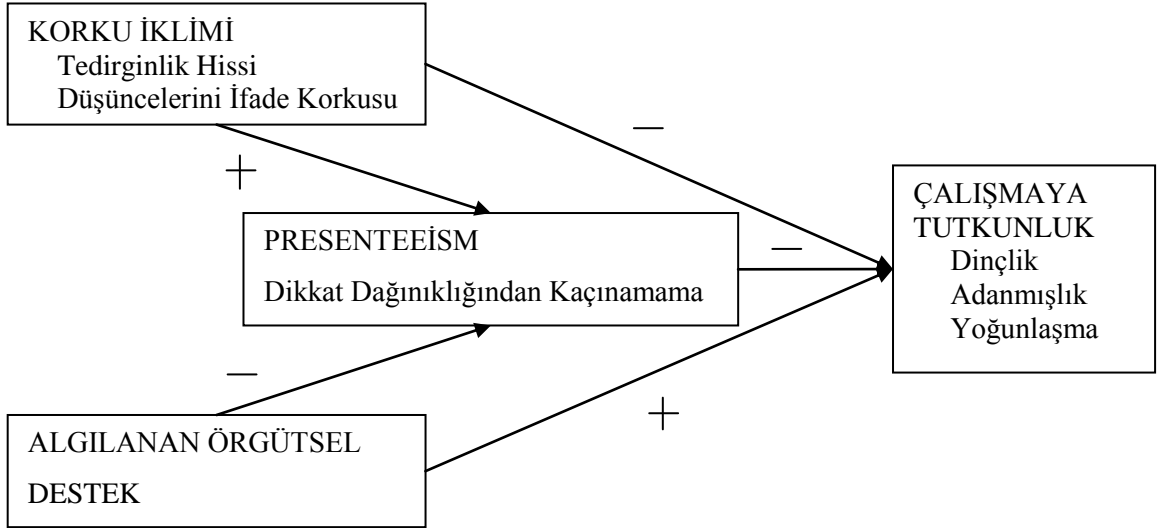 KORKU İKLİMİ
Tedirginlik Hissi
Düşüncelerini İfade Korkusu
—
+
ÇALIŞMAYA
TUTKUNLUK
Dinçlik
Adanmışlık
Yoğunlaşma
PRESENTEEİSM
Dikkat Dağınıklığından Kaçınamama
—
—
+
ALGILANAN ÖRGÜTSEL
DESTEK